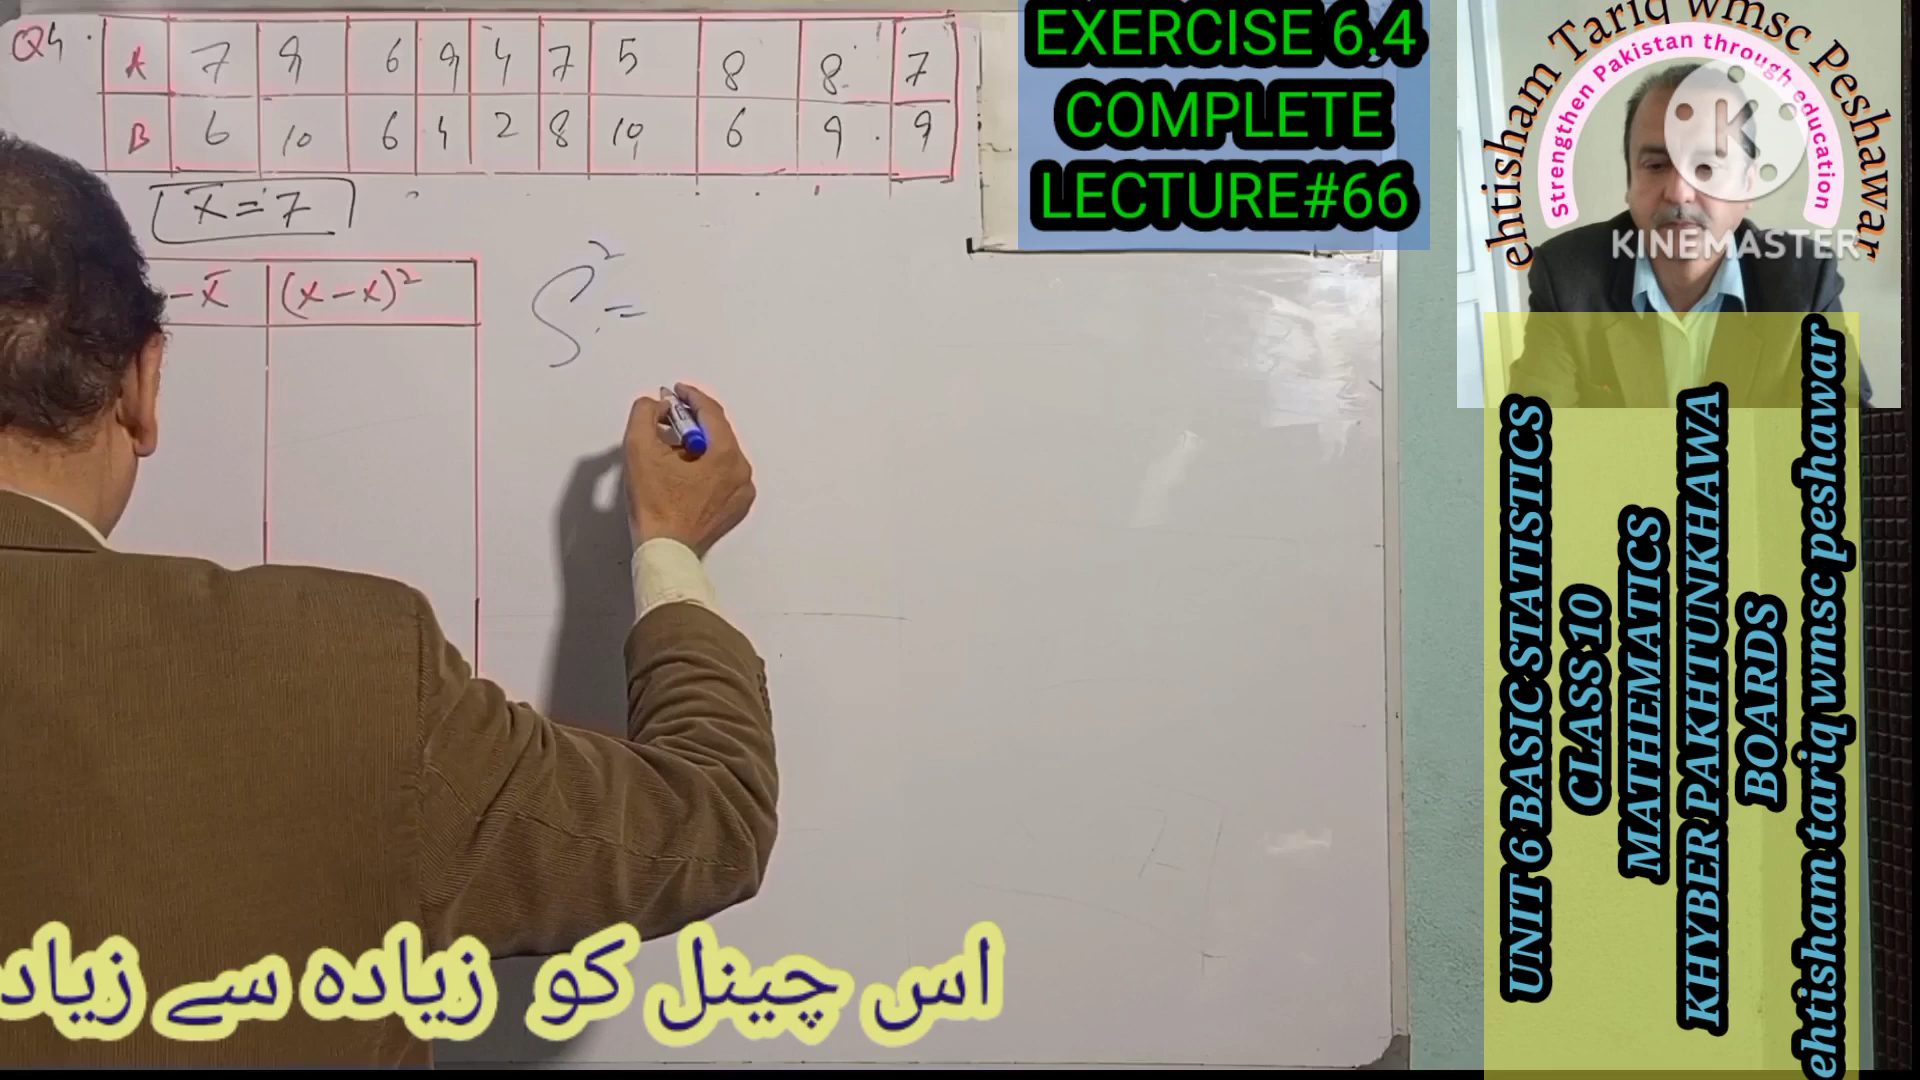 Q4.
A 7 9 6 9 4 7 5 8 8 7
B 6 10 6 4 2 8 10 6 9 9
x̄ = 7
- x̄ (x - x)²
S² =
EXERCISE 6.4
COMPLETE
LECTURE#66
ehtisham Tariq wmsc Peshawar
Strengthen Pakistan through education
K
KINEMASTER
UNIT 6 BASIC STATISTICS
CLASS 10
MATHEMATICS
KHYBER PAKHTUNKHAWA
BOARDS
ehtisham tariq wmsc peshawar
اس چینل کو زیادہ سے زیاد